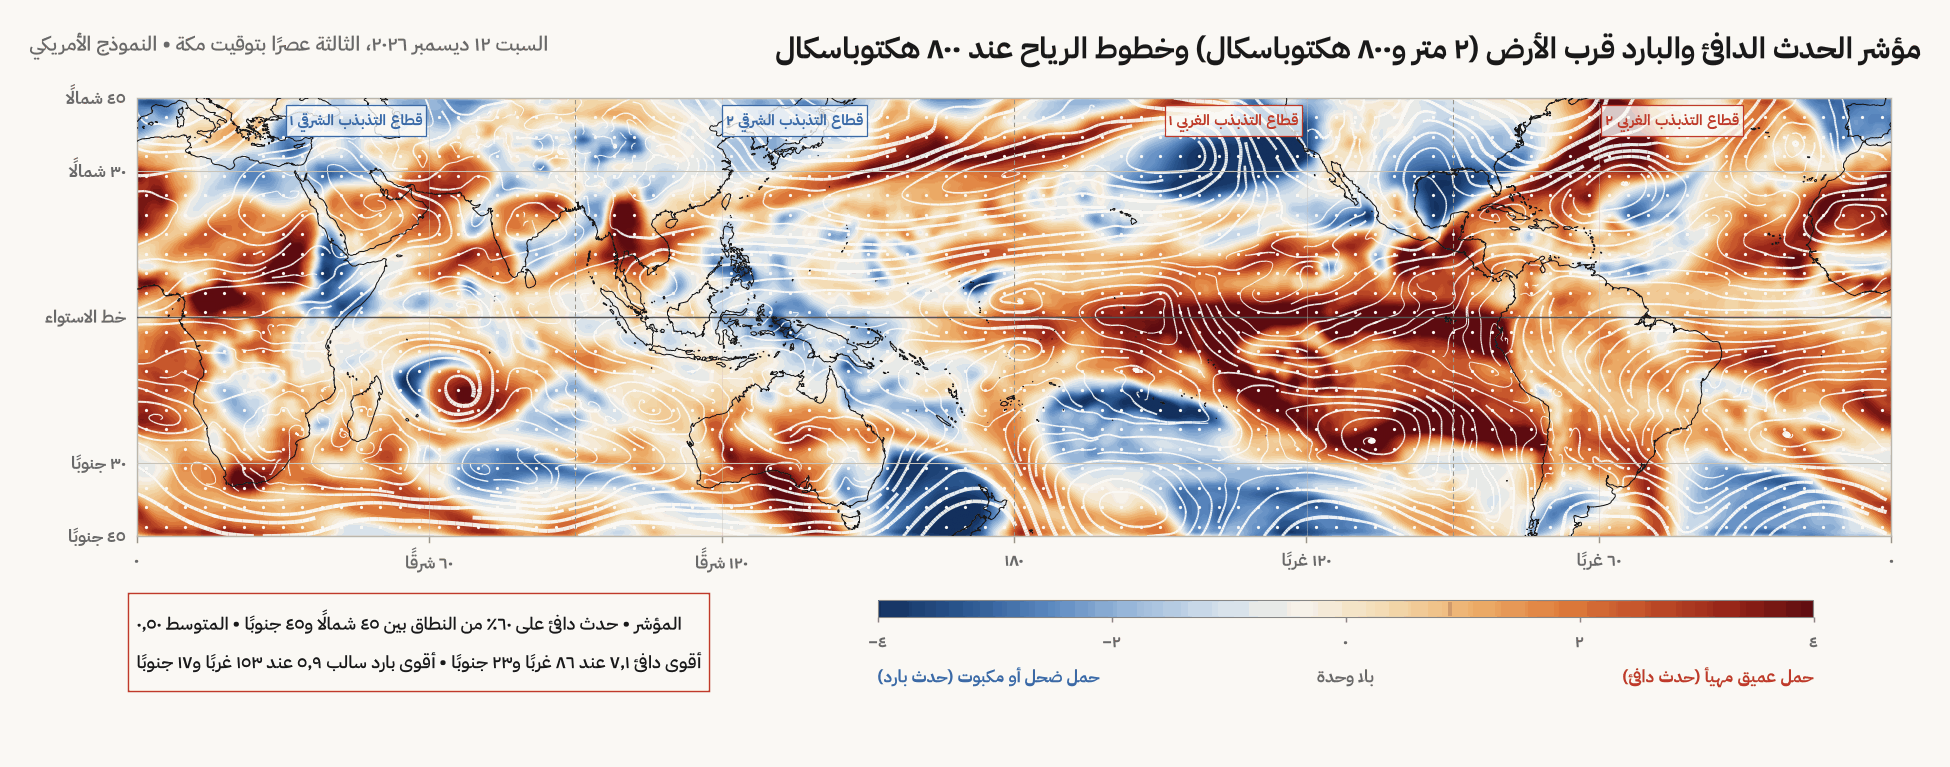 مؤشر الحدث الدافئ والبارد قرب الأرض (٢ متر و٨٠٠ هكتوباسكال) وخطوط الرياح عند ٨٠٠ هكتوباسكال
السبت ١٢ ديسمبر ٢٠٢٦، الثالثة عصرًا بتوقيت مكة • النموذج الأمريكي
قطاع التذبذب الشرقي ١
قطاع التذبذب الشرقي ٢
قطاع التذبذب الغربي ١
قطاع التذبذب الغربي ٢
٤٥ شمالًا
٣٠ شمالًا
خط الاستواء
٣٠ جنوبًا
٤٥ جنوبًا
٠
٦٠ شرقًا
١٢٠ شرقًا
١٨٠
١٢٠ غربًا
٦٠ غربًا
٠
المؤشر • حدث دافئ على ٦٠٪ من النطاق بين ٤٥ شمالًا و٤٥ جنوبًا • المتوسط ٠,٥٠
أقوى دافئ ٧,١ عند ٨٦ غربًا و٢٣ جنوبًا • أقوى بارد سالب ٥,٩ عند ١٥٣ غربًا و١٧ جنوبًا
−٤
−٢
٠
٢
٤
حمل ضحل أو مكبوت (حدث بارد)
بلا وحدة
حمل عميق مهيأ (حدث دافئ)